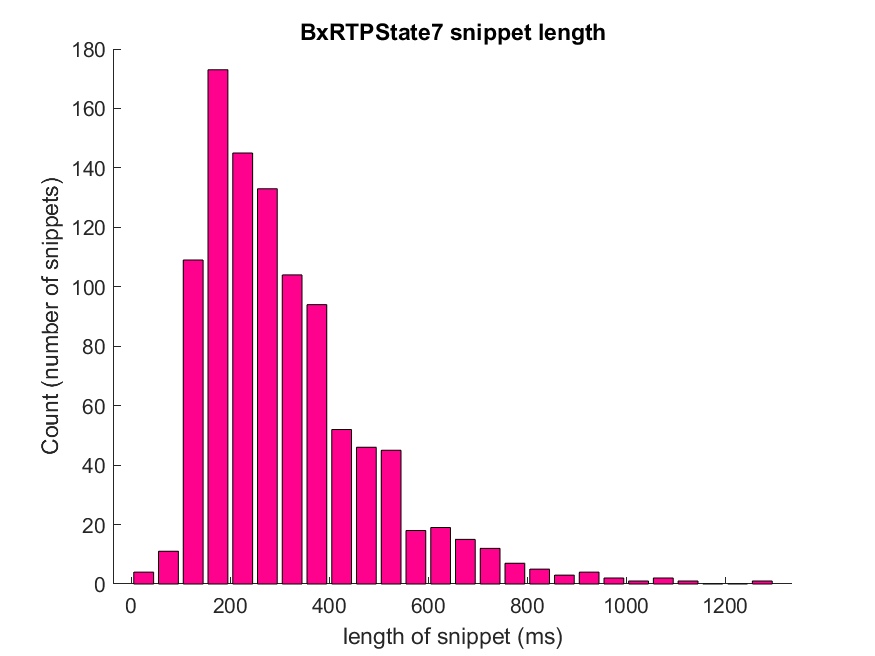 BxRTPState7 snippet length
180
160
140
120
100
80
60
40
20
0
Count (number of snippets)
0 200 400 600 800 1000 1200
length of snippet (ms)